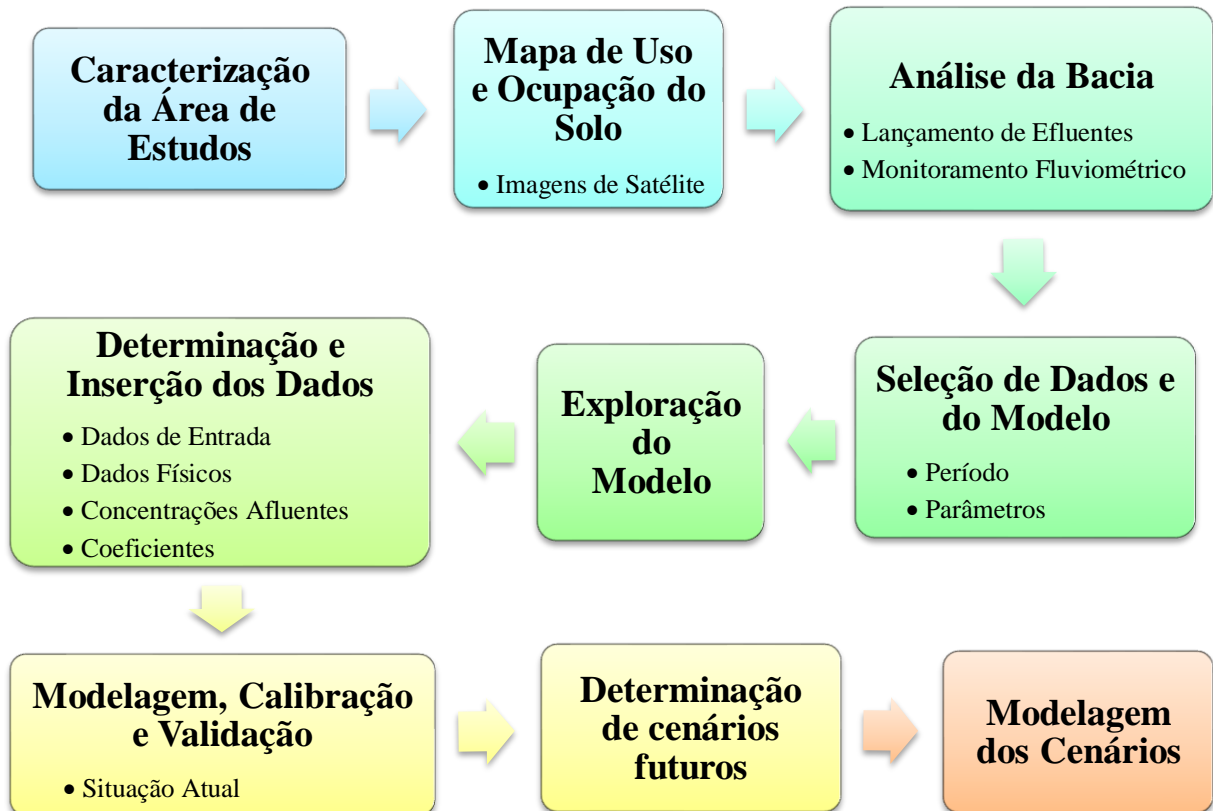 Caracterização
da Área de
Estudos
Mapa de Uso
e Ocupação do
Solo
• Imagens de Satélite
Análise da Bacia
• Lançamento de Efluentes
• Monitoramento Fluviométrico
Seleção de Dados e
do Modelo
• Período
• Parâmetros
Exploração
do
Modelo
Determinação e
Inserção dos Dados
• Dados de Entrada
• Dados Físicos
• Concentrações Afluentes
• Coeficientes
Modelagem, Calibração
e Validação
• Situação Atual
Determinação
de cenários
futuros
Modelagem
dos Cenários